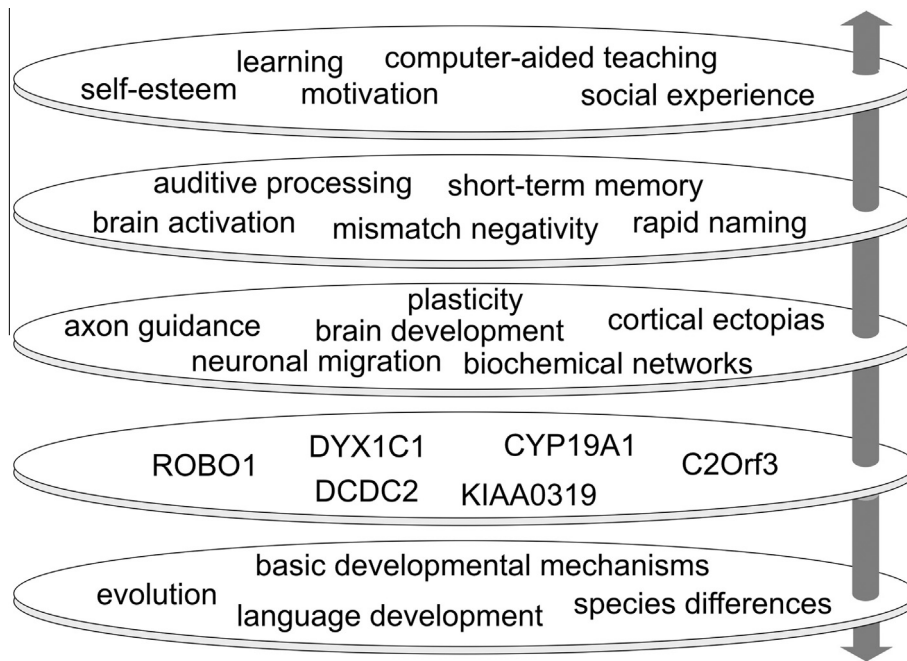 learning computer-aided teaching
self-esteem motivation social experience
auditive processing short-term memory
brain activation mismatch negativity rapid naming
plasticity
axon guidance brain development cortical ectopias
neuronal migration biochemical networks
DYX1C1 CYP19A1
ROBO1 C2Orf3
DCDC2 KIAA0319
basic developmental mechanisms
evolution language development species differences